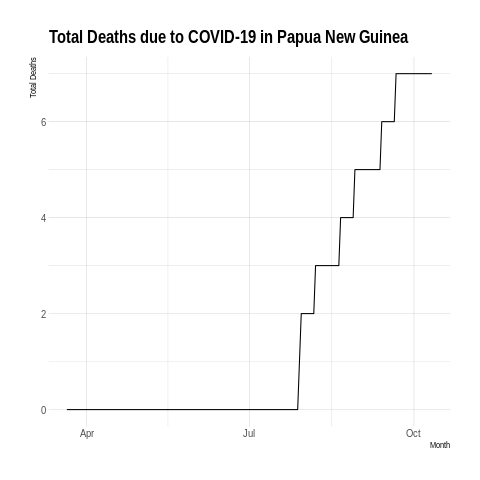 Total Deaths due to COVID-19 in Papua New Guinea
Total Deaths
6
4
2
0
Apr Jul Oct
Month